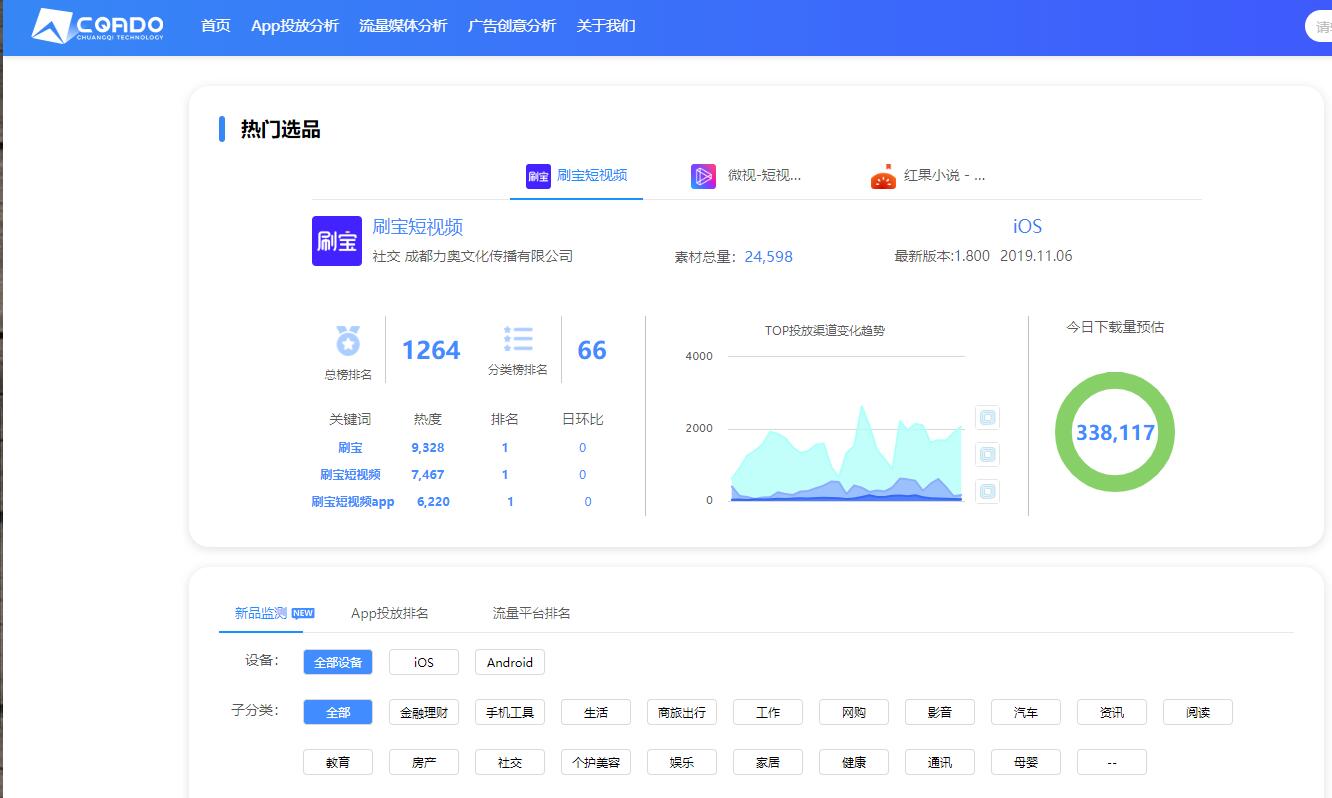 CQADO
CHUANGQI TECHNOLOGY
首页 App投放分析 流量媒体分析 广告创意分析 关于我们
热门选品
刷宝 刷宝短视频 微视-短视... 红果小说 - ...
刷宝 刷宝短视频 iOS
社交 成都力奥文化传播有限公司 素材总量：24,598 最新版本:1.800 2019.11.06
总榜排名 1264 分类榜排名 66
关键词 热度 排名 日环比
刷宝 9,328 1 0
刷宝短视频 7,467 1 0
刷宝短视频app 6,220 1 0
TOP投放渠道变化趋势
4000
2000
0
今日下载量预估
338,117
新品监测 NEW App投放排名 流量平台排名
设备： 全部设备 iOS Android
子分类： 全部 金融理财 手机工具 生活 商旅出行 工作 网购 影音 汽车 资讯 阅读
教育 房产 社交 个护美容 娱乐 家居 健康 通讯 母婴 --